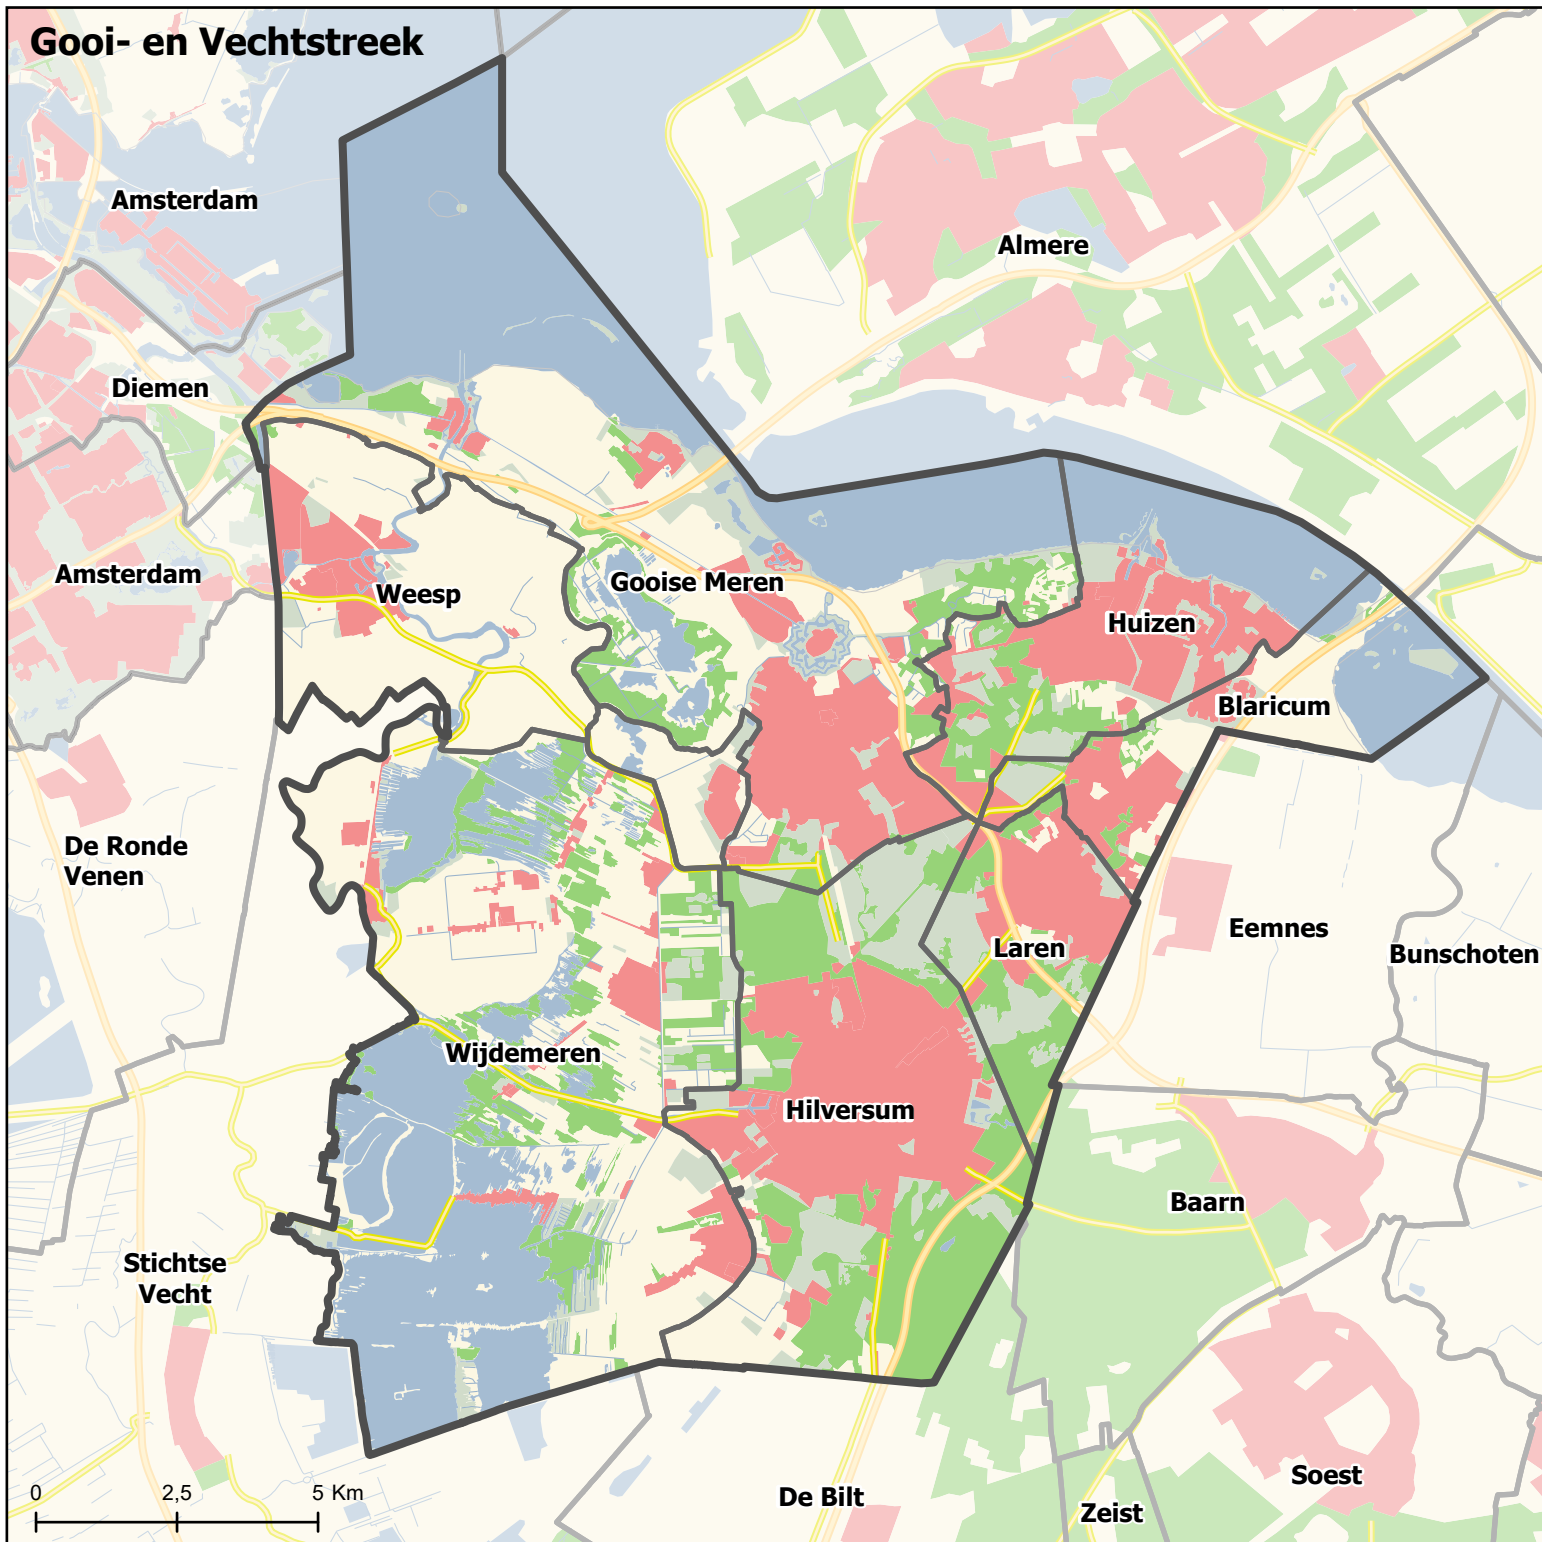 Gooi- en Vechtstreek
Amsterdam
Almere
Diemen
Amsterdam
Weesp
Gooise Meren
Huizen
Blaricum
De Ronde
Venen
Eemnes
Laren
Bunschoten
Wijdemeren
Hilversum
Baarn
Stichtse
Vecht
Soest
De Bilt
Zeist
0 2,5 5 Km